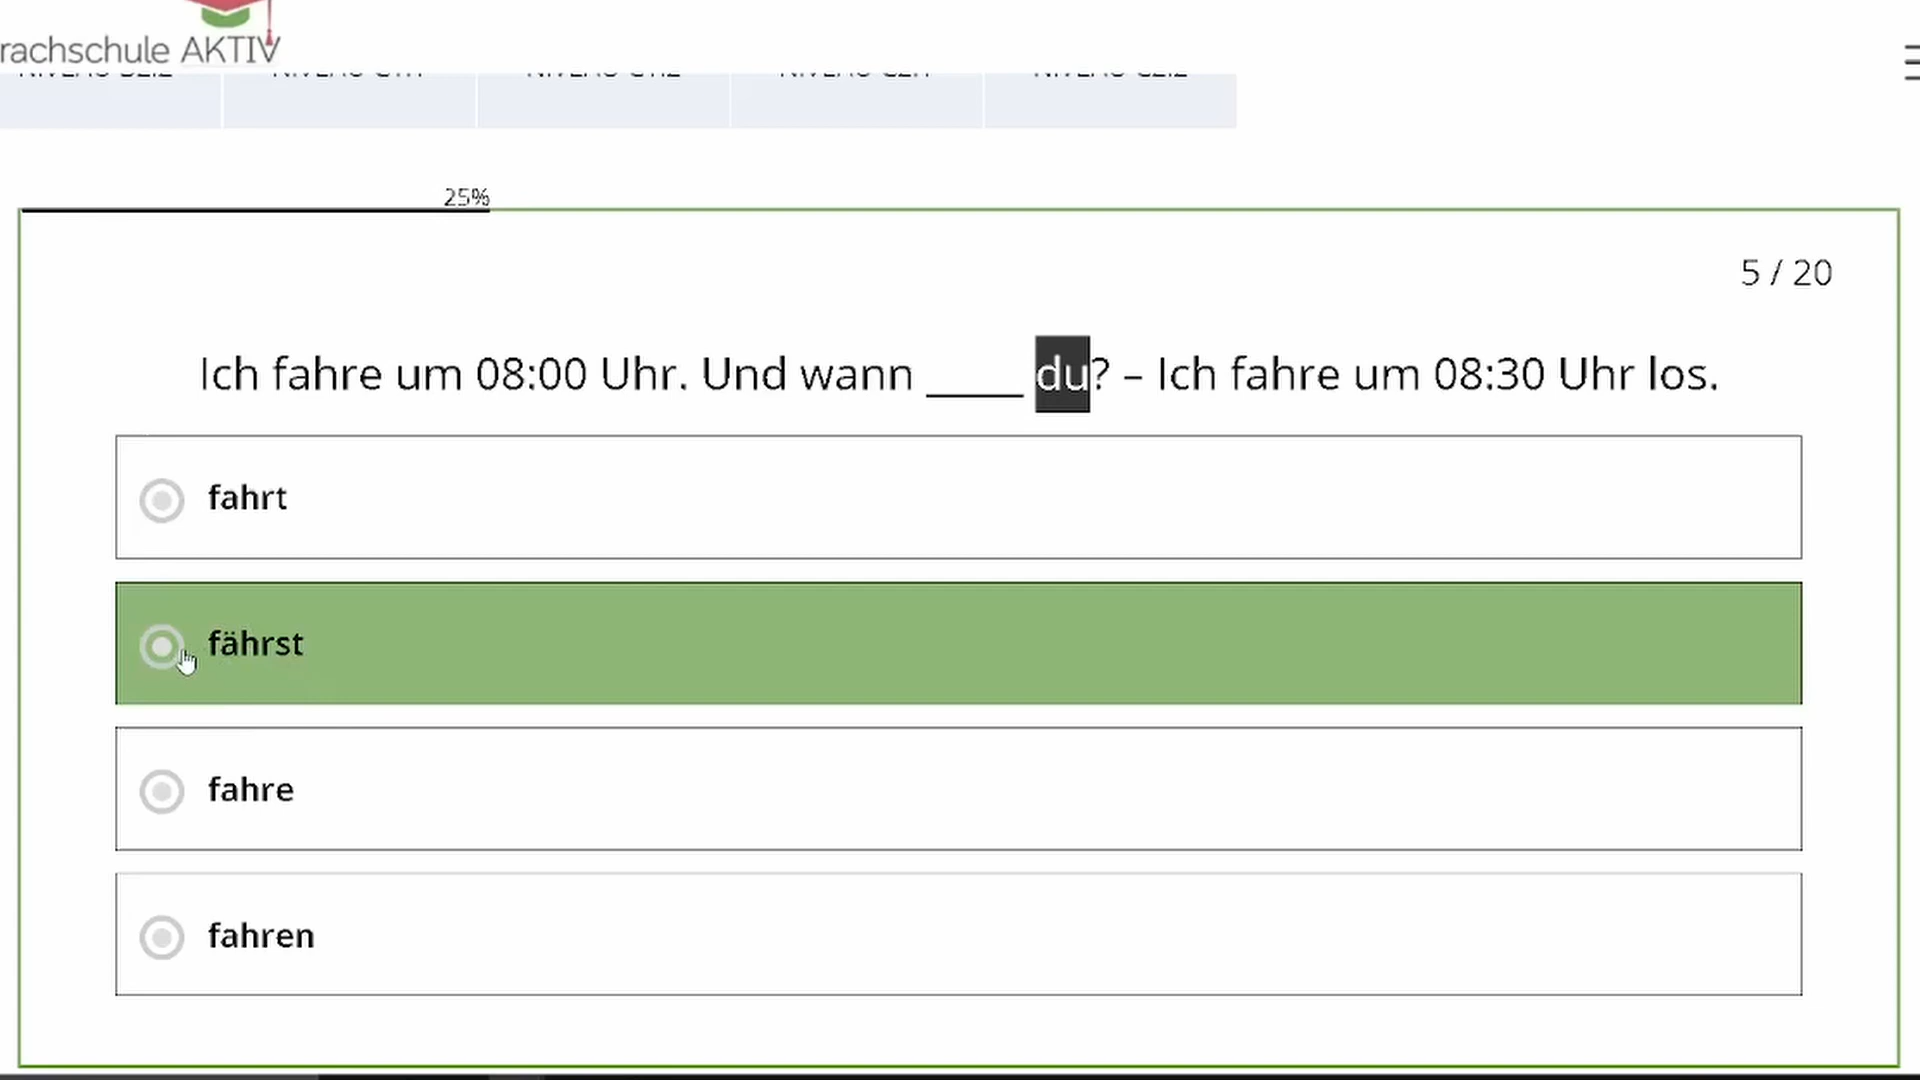 rachschule AKTIV
25%
5 / 20
Ich fahre um 08:00 Uhr. Und wann _____ du? – Ich fahre um 08:30 Uhr los.
fahrt
fährst
fahre
fahren